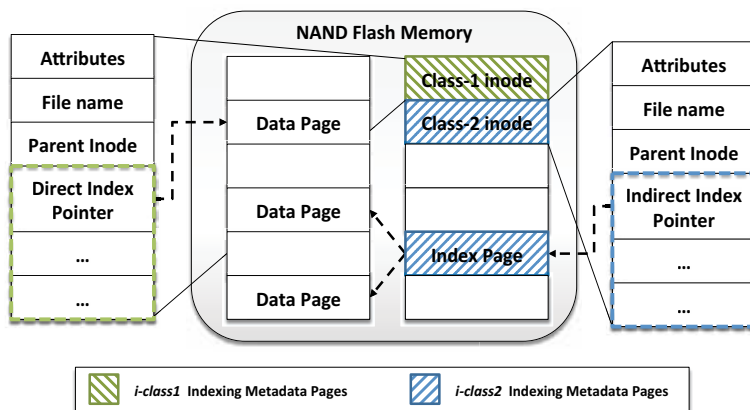 NAND Flash Memory
Attributes
File name
Parent Inode
Direct Index
Pointer
...
...
Data Page
Data Page
Data Page
Class-1 inode
Class-2 inode
Index Page
Attributes
File name
Parent Inode
Indirect Index
Pointer
...
...
i-class1 Indexing Metadata Pages
i-class2 Indexing Metadata Pages